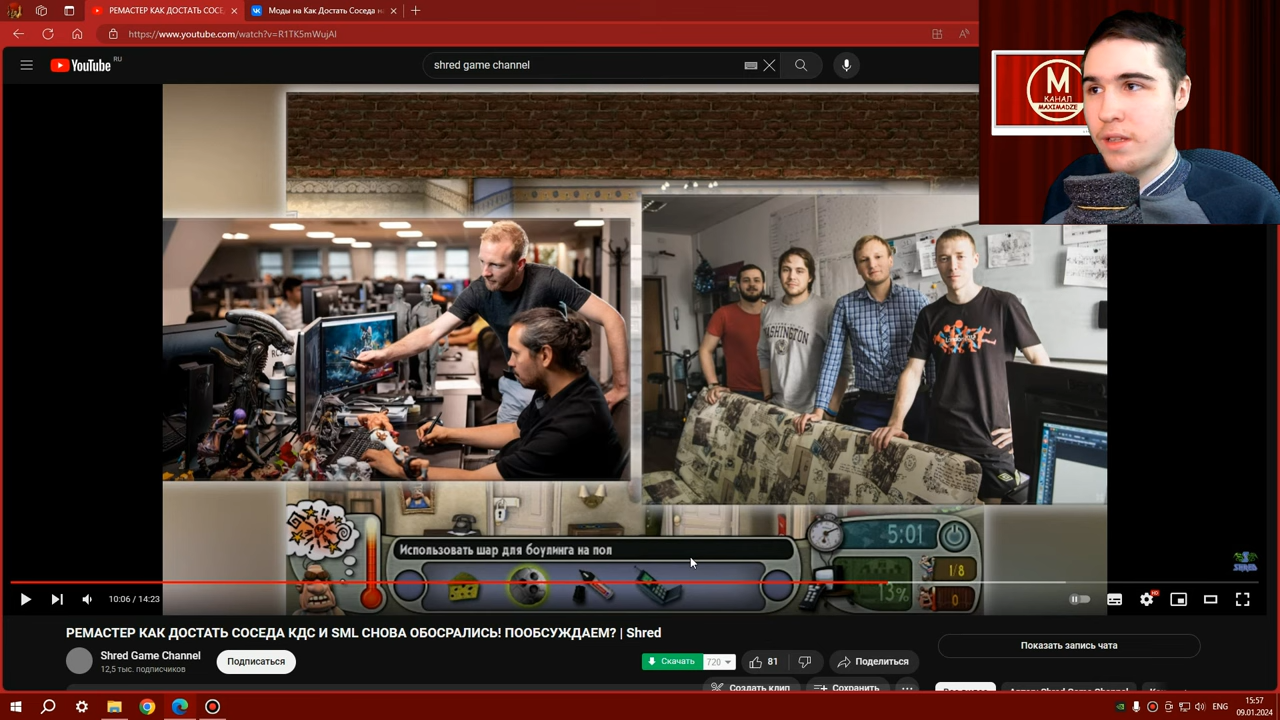 РЕМАСТЕР КАК ДОСТАТЬ СОСЕ
Моды на Как Достать Соседа н
https://www.youtube.com/watch?v=R1TK5mWujAI
YouTube RU
shred game channel
M
КАНАЛ
MAXIMADZE
WASHINGTON
5:01
Использовать шар для боулинга на пол
1/8
13%
0
SHRED
10:06 / 14:23
HD
РЕМАСТЕР КАК ДОСТАТЬ СОСЕДА КДС И SML СНОВА ОБОСРАЛИСЬ! ПООБСУЖДАЕМ? | Shred
Показать запись чата
Shred Game Channel
12,5 тыс. подписчиков
Подписаться
Скачать
720
81
Поделиться
Создать клип
Сохранить
ENG
15:57
09.01.2024